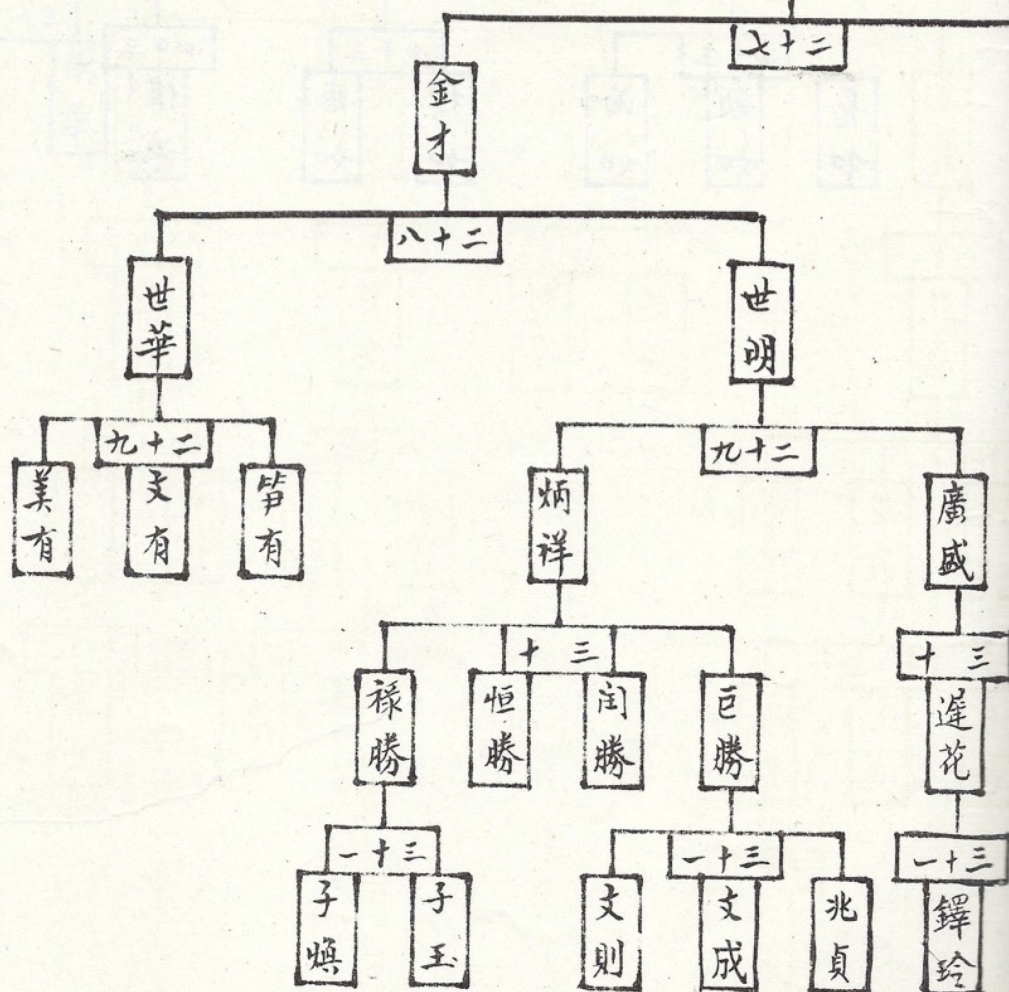 七十二
金才
八十二
世華
世明
九十二
九十二
美有
文有
笋有
炳祥
廣盛
十三
十三
祿勝
恒勝
闰勝
巨勝
蓮花
一十三
一十三
一十三
子煥
子玉
文則
文成
兆貞
鐸玲